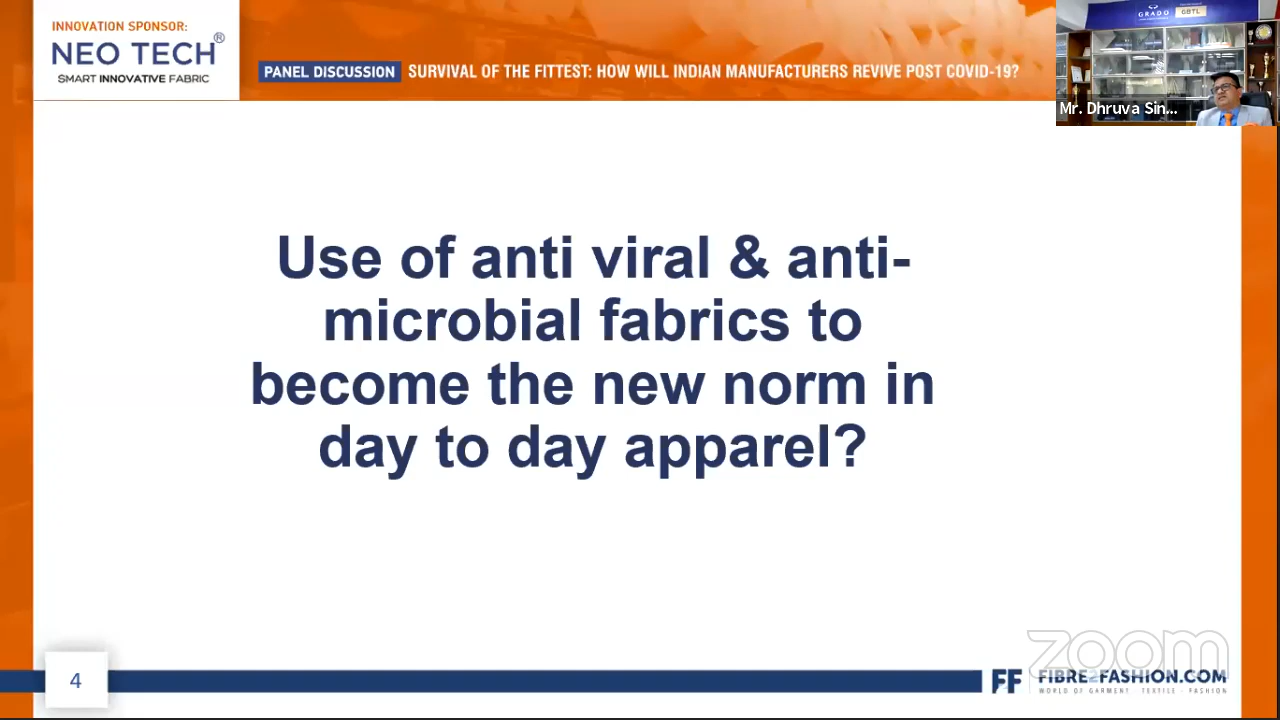 INNOVATION SPONSOR:
NEO TECH®
SMART INNOVATIVE FABRIC
PANEL DISCUSSION SURVIVAL OF THE FITTEST: HOW WILL INDIAN MANUFACTURERS REVIVE POST COVID-19?
GRADO
GBTL
Mr. Dhruva Sin...
Use of anti viral & anti-
microbial fabrics to
become the new norm in
day to day apparel?
4
zoom
FF FIBRE2FASHION.COM
WORLD OF GARMENT - TEXTILE - FASHION